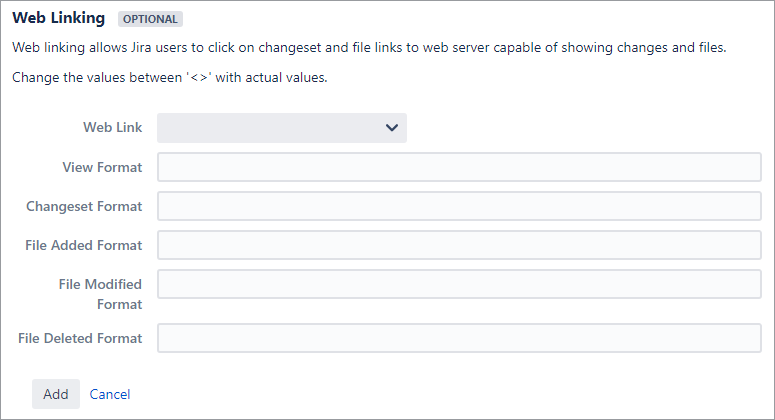 Web Linking OPTIONAL
Web linking allows Jira users to click on changeset and file links to web server capable of showing changes and files.
Change the values between '<>' with actual values.
Web Link
View Format
Changeset Format
File Added Format
File Modified
Format
File Deleted Format
Add Cancel